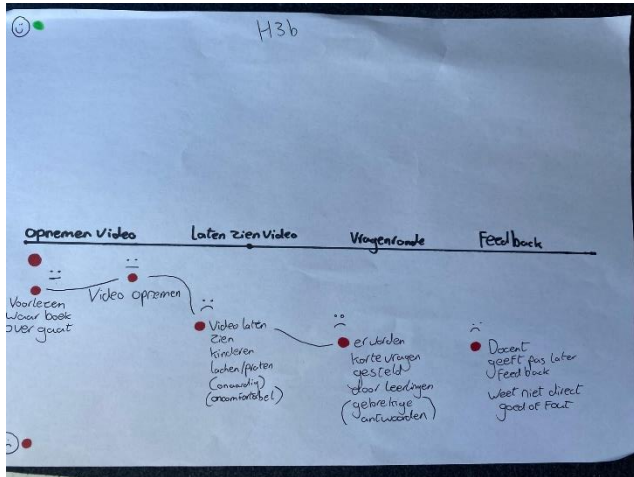 H3b
opnemen video
Laten zien video
Vragenronde
Feedback
Voorlezen
waar boek
over gaat
Video opnemen
Video laten
zien
kinderen
lachen/praten
(onaardig)
(oncomfortabel)
er worden
korte vragen
gesteld
door leerlingen
(gebrekige
antwoorden)
Docent
geeft pas later
feedback
weet niet direct
goed of fout